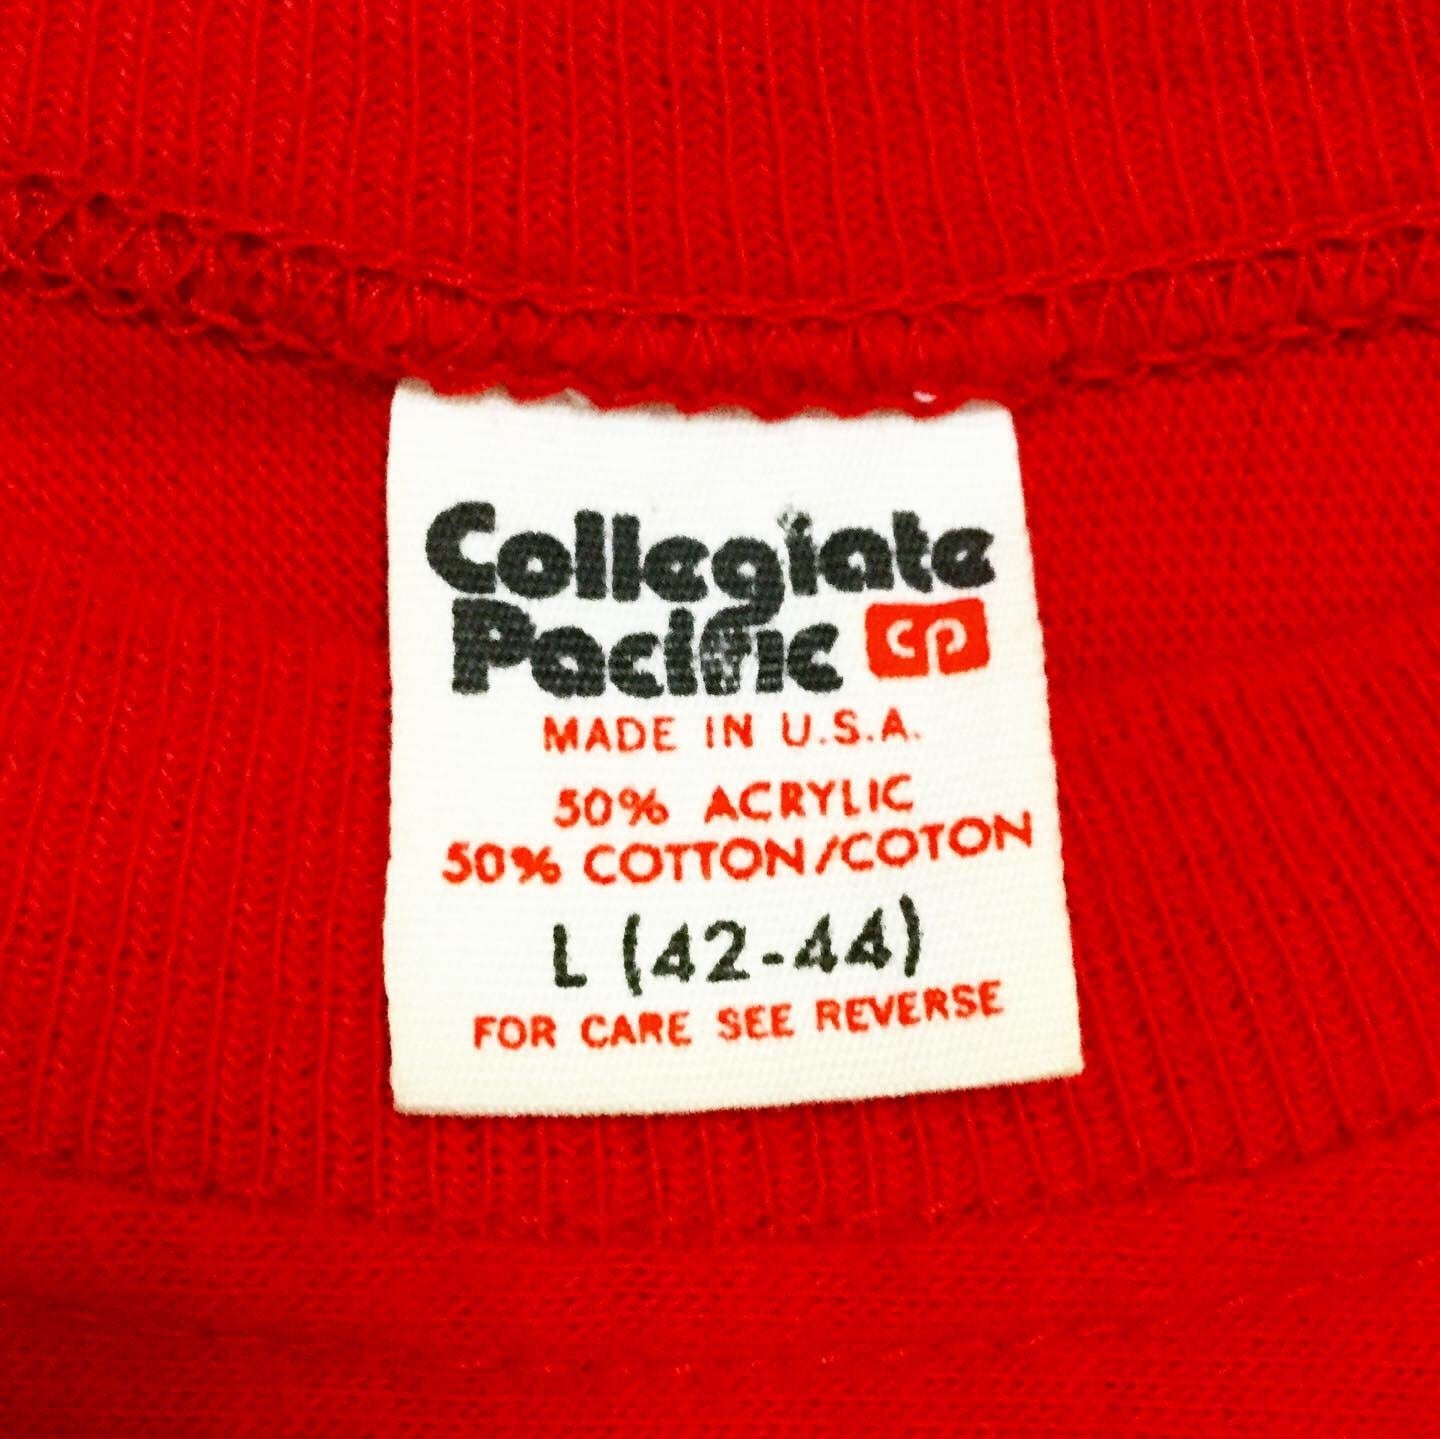 Collegiate
Pacific CP
MADE IN U.S.A.
50% ACRYLIC
50% COTTON/COTON
L (42-44)
FOR CARE SEE REVERSE